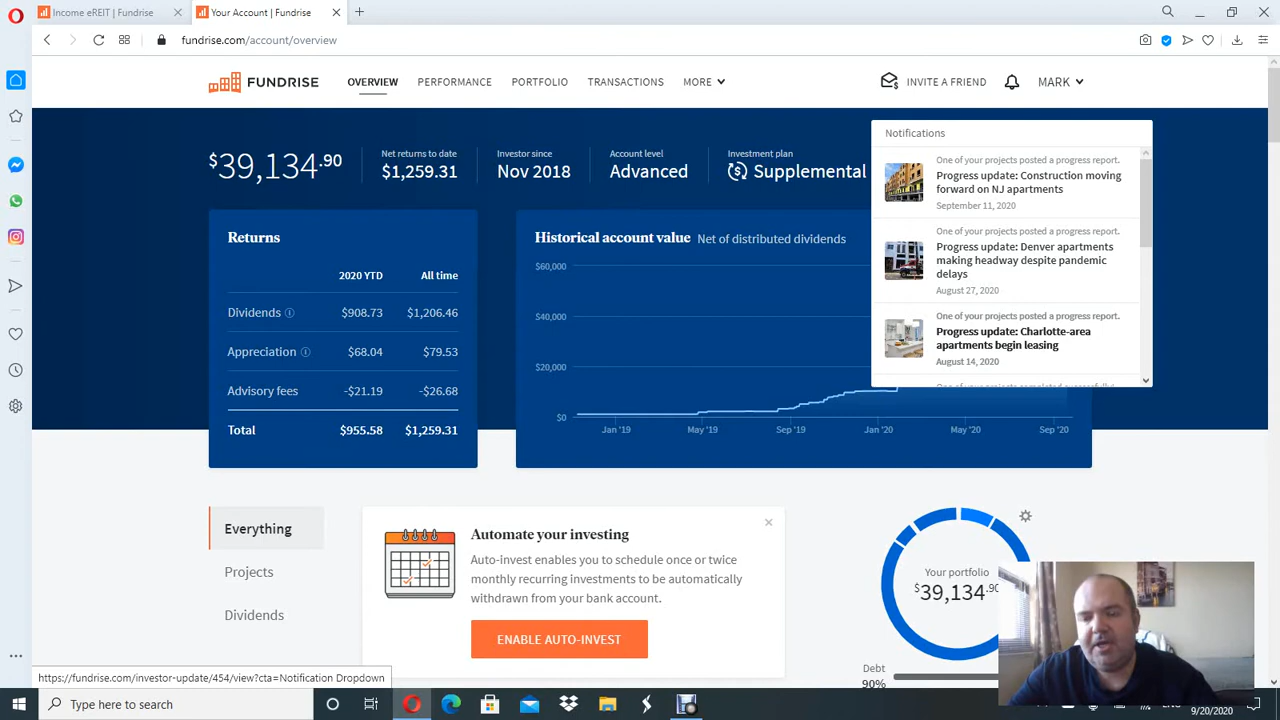 Income eREIT | Fundrise
Your Account | Fundrise
fundrise.com/account/overview
FUNDRISE
OVERVIEW
PERFORMANCE
PORTFOLIO
TRANSACTIONS
MORE
INVITE A FRIEND
MARK
$39,134.90
Net returns to date
$1,259.31
Investor since
Nov 2018
Account level
Advanced
Investment plan
Supplemental
Notifications
One of your projects posted a progress report.
Progress update: Construction moving
forward on NJ apartments
September 11, 2020
One of your projects posted a progress report.
Progress update: Denver apartments
making headway despite pandemic
delays
August 27, 2020
One of your projects posted a progress report.
Progress update: Charlotte-area
apartments begin leasing
August 14, 2020
Returns
2020 YTD All time
Dividends $908.73 $1,206.46
Appreciation $68.04 $79.53
Advisory fees -$21.19 -$26.68
Total $955.58 $1,259.31
Historical account value Net of distributed dividends
$60,000
$40,000
$20,000
$0
Jan '19 May '19 Sep '19 Jan '20 May '20 Sep '20
Everything
Projects
Dividends
Automate your investing
Auto-invest enables you to schedule once or twice
monthly recurring investments to be automatically
withdrawn from your bank account.
ENABLE AUTO-INVEST
Your portfolio
$39,134.90
Debt
90%
https://fundrise.com/investor-update/454/view?cta=Notification Dropdown
Type here to search
9/20/2020